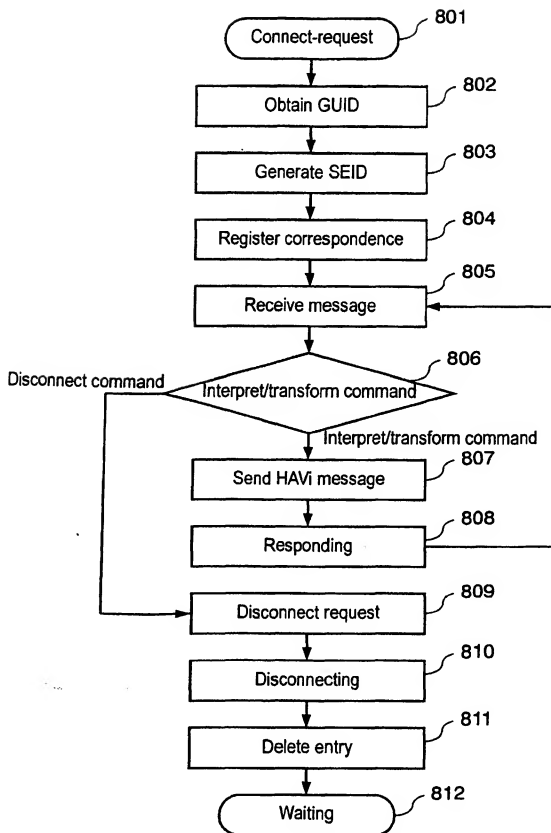 801
Connect-request
802
Obtain GUID
803
Generate SEID
804
Register correspondence
805
Receive message
806
Disconnect command
Interpret/transform command
Interpret/transform command
807
Send HAVi message
808
Responding
809
Disconnect request
810
Disconnecting
811
Delete entry
812
Waiting